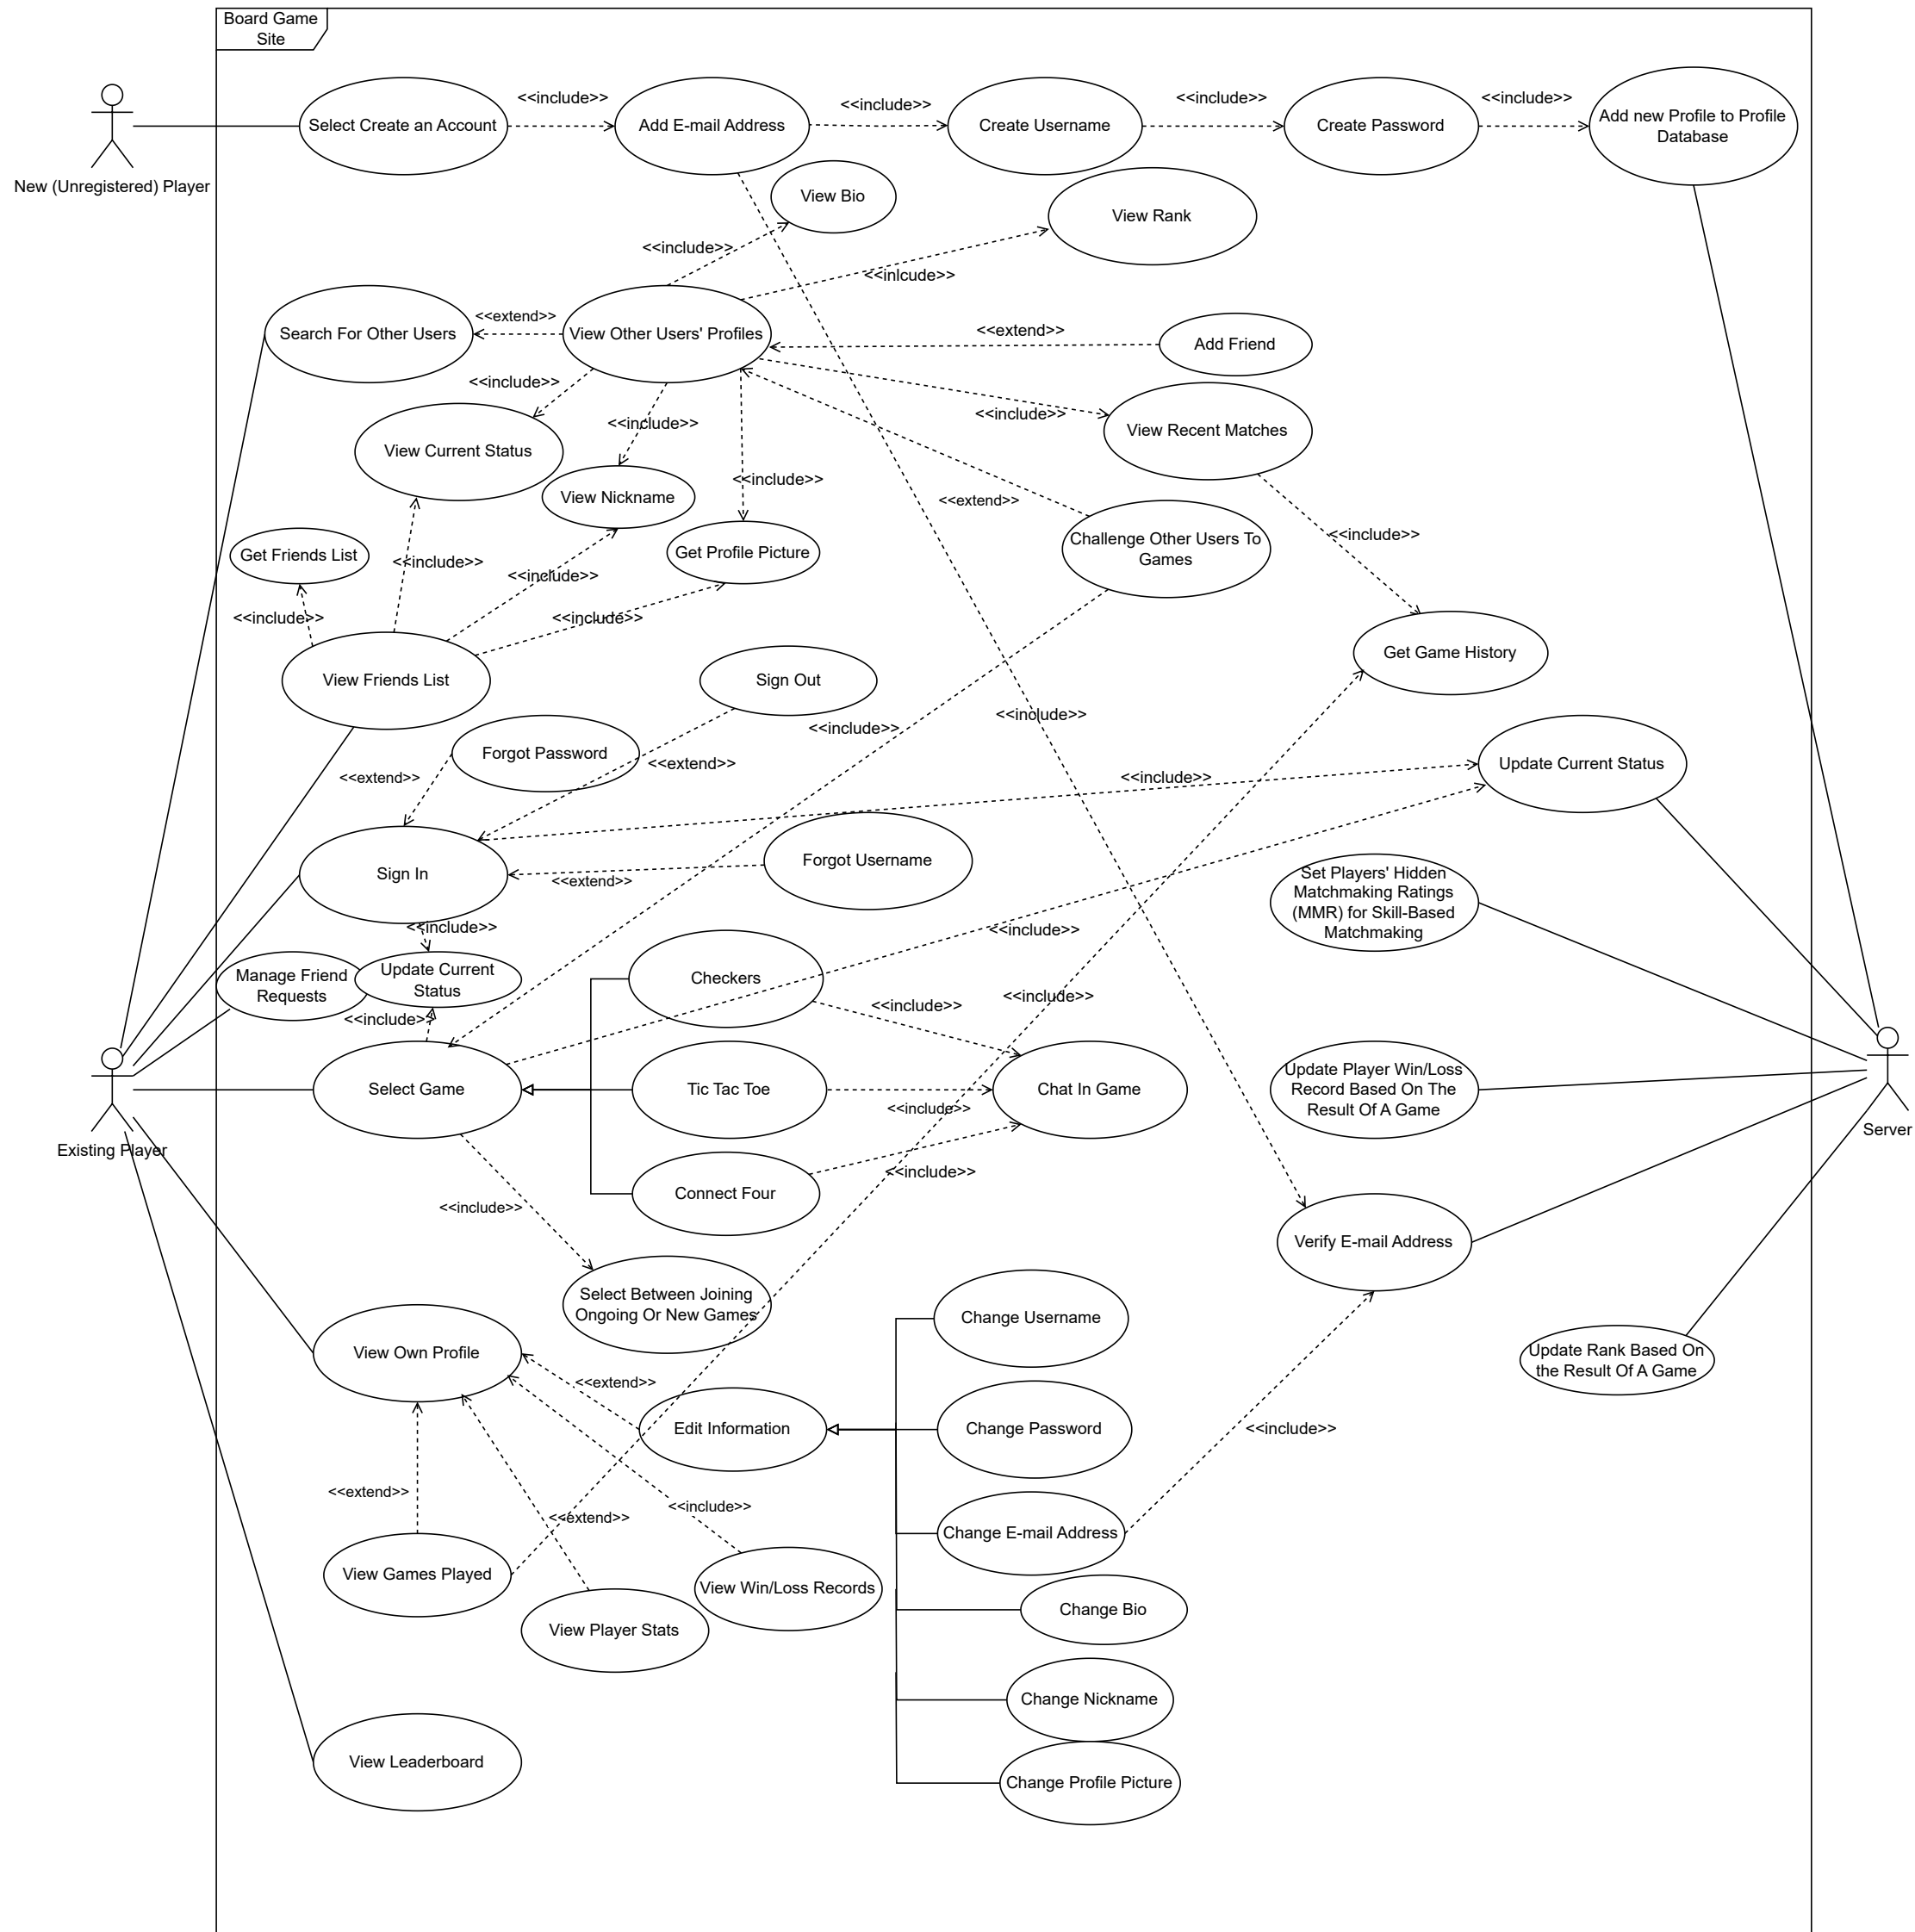 Board Game
Site
<<include>>
<<include>>
<<include>>
<<include>>
Select Create an Account
Add E-mail Address
Create Username
Create Password
Add new Profile to Profile
Database
New (Unregistered) Player
View Bio
View Rank
<<include>>
<<inlcude>>
<<extend>>
Search For Other Users
View Other Users' Profiles
<<extend>>
Add Friend
<<include>>
<<include>>
<<include>>
View Recent Matches
View Current Status
<<include>>
View Nickname
<<extend>>
<<include>>
Get Friends List
Get Profile Picture
Challenge Other Users To
Games
<<include>>
<<include>>
<<include>>
<<include>>
Get Game History
View Friends List
Sign Out
<<include>>
<<include>>
Forgot Password
<<extend>>
<<extend>>
<<include>>
Update Current Status
Forgot Username
Sign In
<<extend>>
Set Players' Hidden
Matchmaking Ratings
(MMR) for Skill-Based
Matchmaking
<<include>>
<<include>>
Manage Friend
Requests
Update Current
Status
Checkers
<<include>>
<<include>>
<<include>>
Select Game
Tic Tac Toe
Chat In Game
Update Player Win/Loss
Record Based On The
Result Of A Game
<<include>>
Existing Player
Server
<<include>>
Connect Four
<<include>>
Verify E-mail Address
Select Between Joining
Ongoing Or New Games
Change Username
View Own Profile
Update Rank Based On
the Result Of A Game
<<extend>>
Edit Information
Change Password
<<include>>
<<extend>>
<<include>>
<<extend>>
Change E-mail Address
View Games Played
View Win/Loss Records
Change Bio
View Player Stats
Change Nickname
View Leaderboard
Change Profile Picture